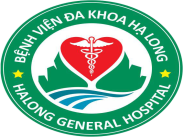 BỆNH VIỆN ĐA KHOA HẠ LONG
HALONG GENERAL HOSPITAL